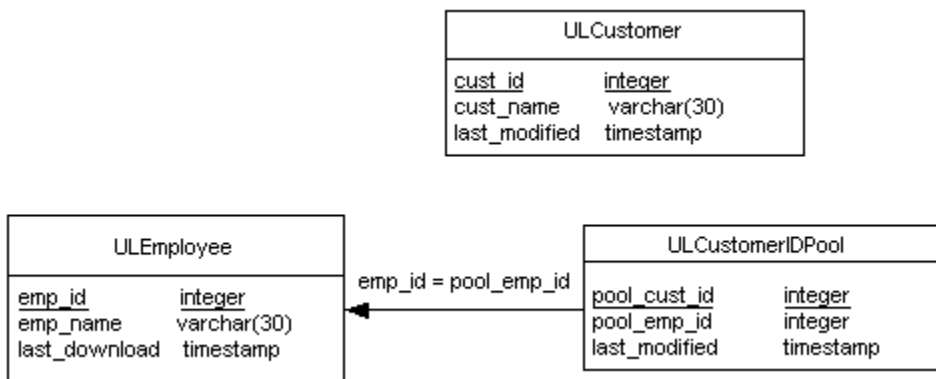 ULCustomer
cust_id integer
cust_name varchar(30)
last_modified timestamp
ULEmployee
emp_id integer
emp_name varchar(30)
last_download timestamp
emp_id = pool_emp_id
ULCustomerIDPool
pool_cust_id integer
pool_emp_id integer
last_modified timestamp